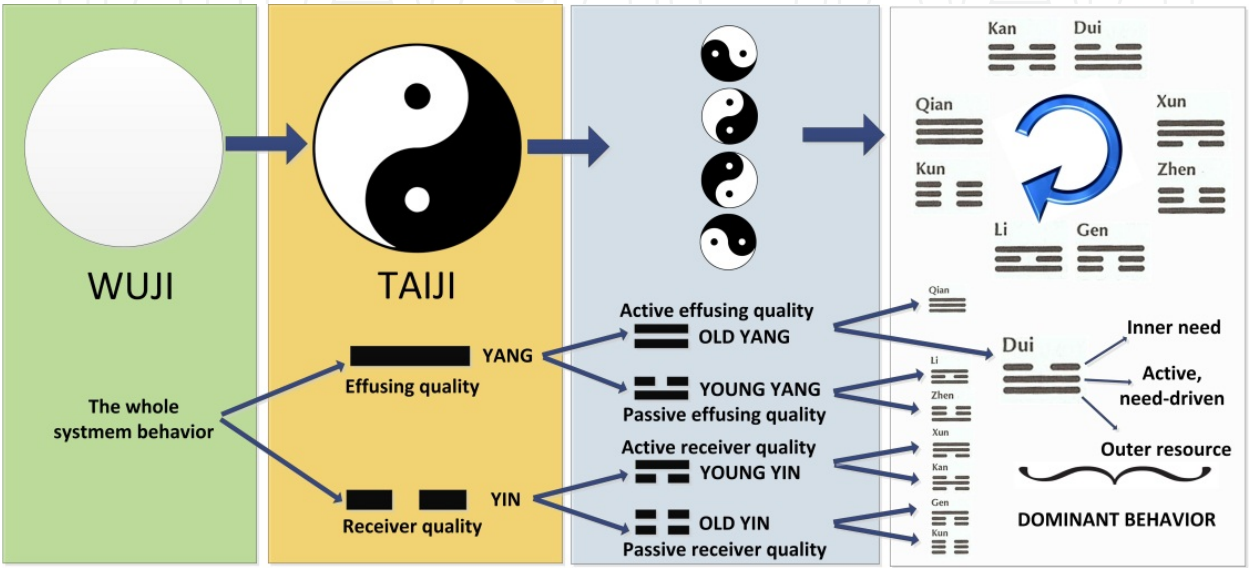 WUJI
The whole
systmem behavior
TAIJI
YANG
Effusing quality
YIN
Receiver quality
Active effusing quality
OLD YANG
YOUNG YANG
Passive effusing quality
Active receiver quality
YOUNG YIN
OLD YIN
Passive receiver quality
Kan
Dui
Qian
Xun
Kun
Zhen
Li
Gen
Qian
Li
Zhen
Xun
Kan
Gen
Kun
Dui
Inner need
Active,
need-driven
Outer resource
DOMINANT BEHAVIOR